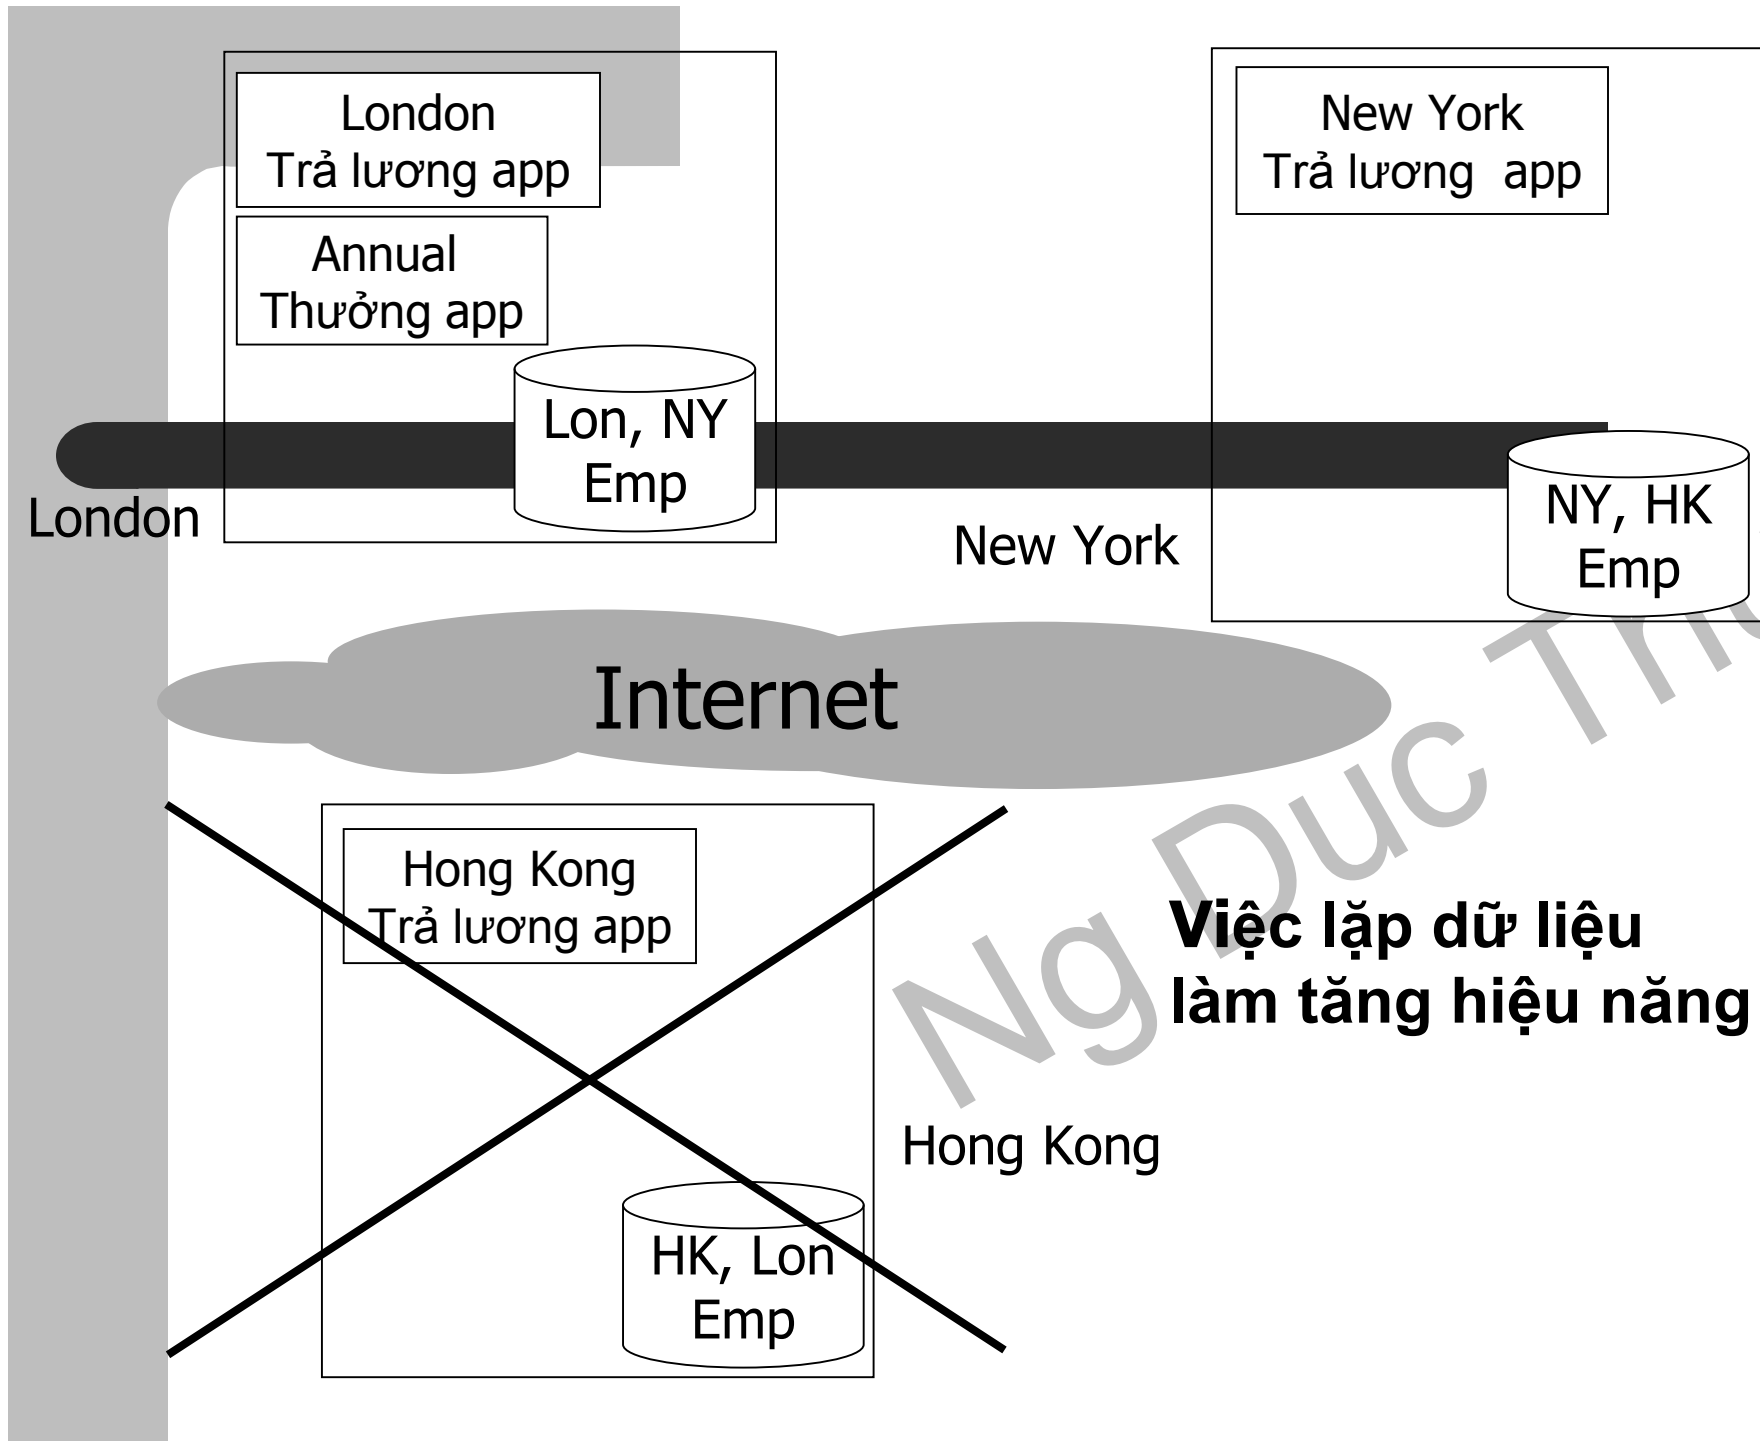 London
Trả lương app
Annual
Thưởng app
Lon, NY
Emp
London
New York
Trả lương  app
NY, HK
Emp
New York
Internet
Hong Kong
Trả lương app
HK, Lon
Emp
Hong Kong
Việc lặp dữ liệu
làm tăng hiệu năng
Ng Duc